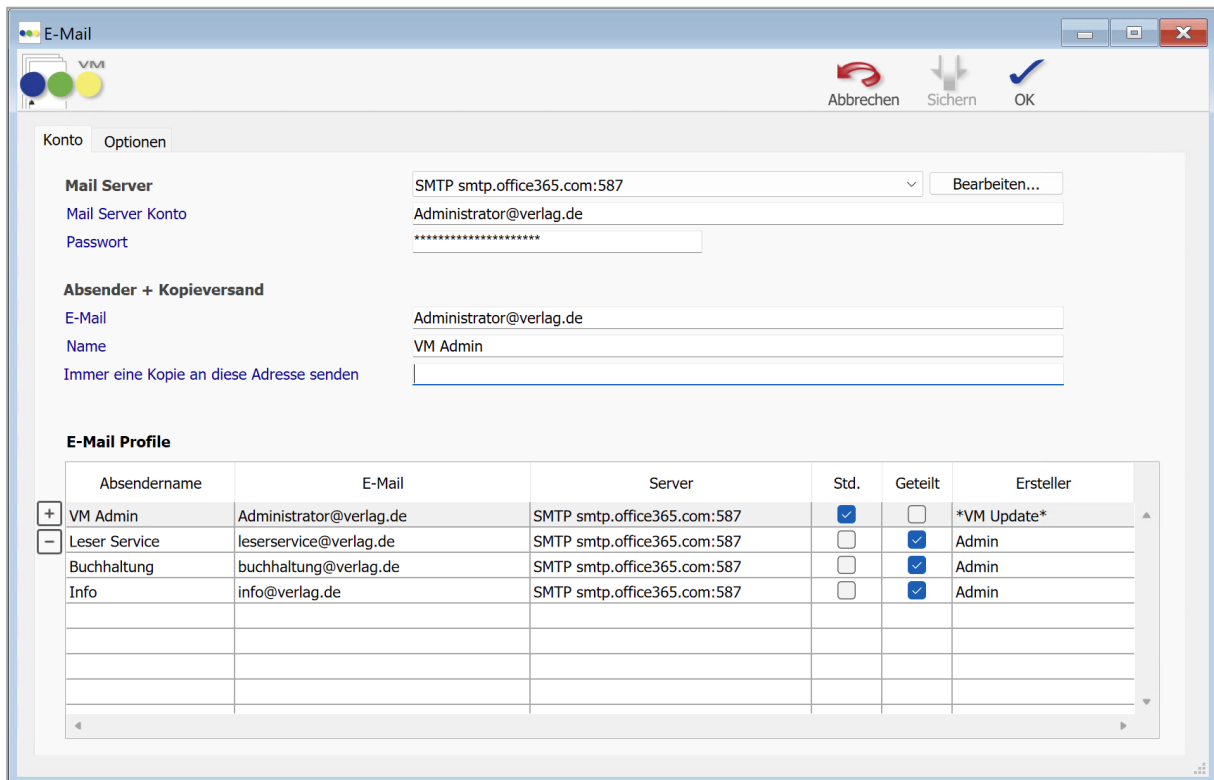 E-Mail
VM
Abbrechen Sichern OK
Konto Optionen
Mail Server SMTP smtp.office365.com:587 Bearbeiten...
Mail Server Konto Administrator@verlag.de
Passwort *********************
Absender + Kopieversand
E-Mail Administrator@verlag.de
Name VM Admin
Immer eine Kopie an diese Adresse senden
E-Mail Profile
Absendername E-Mail Server Std. Geteilt Ersteller
VM Admin Administrator@verlag.de SMTP smtp.office365.com:587 *VM Update*
Leser Service leserservice@verlag.de SMTP smtp.office365.com:587 Admin
Buchhaltung buchhaltung@verlag.de SMTP smtp.office365.com:587 Admin
Info info@verlag.de SMTP smtp.office365.com:587 Admin